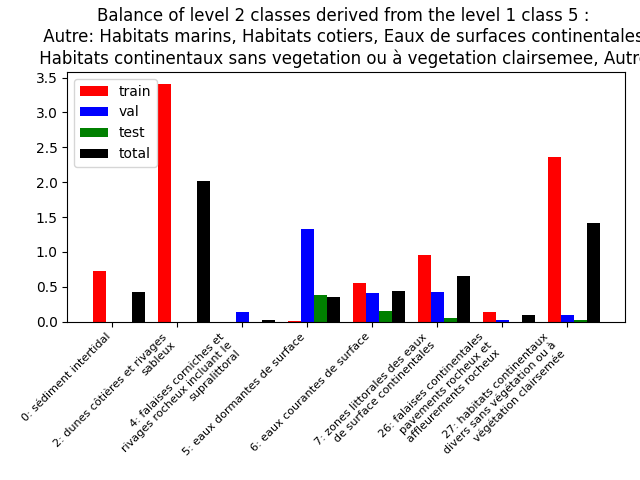 Balance of level 2 classes derived from the level 1 class 5 :
Autre: Habitats marins, Habitats cotiers, Eaux de surfaces continentales
Habitats continentaux sans vegetation ou à vegetation clairsemee, Autre
3.5
3.0
2.5
2.0
1.5
1.0
0.5
0.0
train
val
test
total
0: sédiment intertidal
2: dunes côtières et rivages
sableux
4: falaises corniches et
rivages rocheux incluant le
supralittoral
5: eaux dormantes de surface
6: eaux courantes de surface
7: zones littorales des eaux
de surface continentales
26: falaises continentales
pavements rocheux et
affleurements rocheux
27: habitats continentaux
divers sans végétation ou à
végétation clairsemée